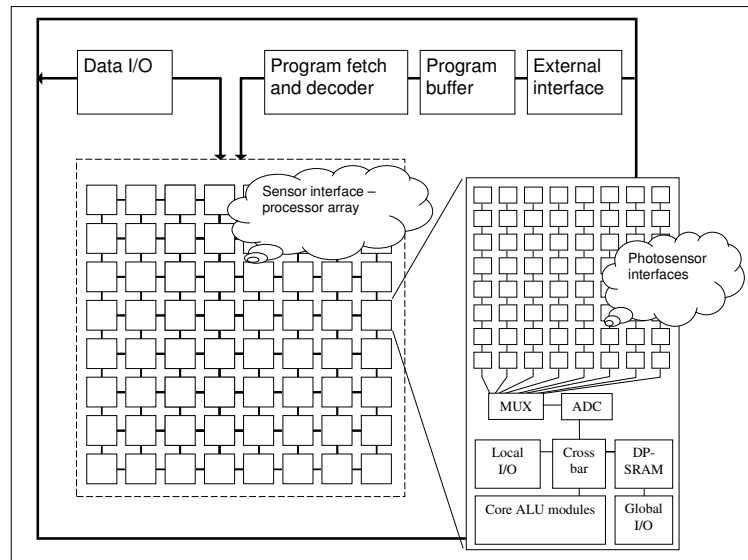 Data I/O
Program fetch
and decoder
Program
buffer
External
interface
Sensor interface –
processor array
Photosensor
interfaces
MUX
ADC
Local
I/O
Cross
bar
DP-
SRAM
Core ALU modules
Global
I/O